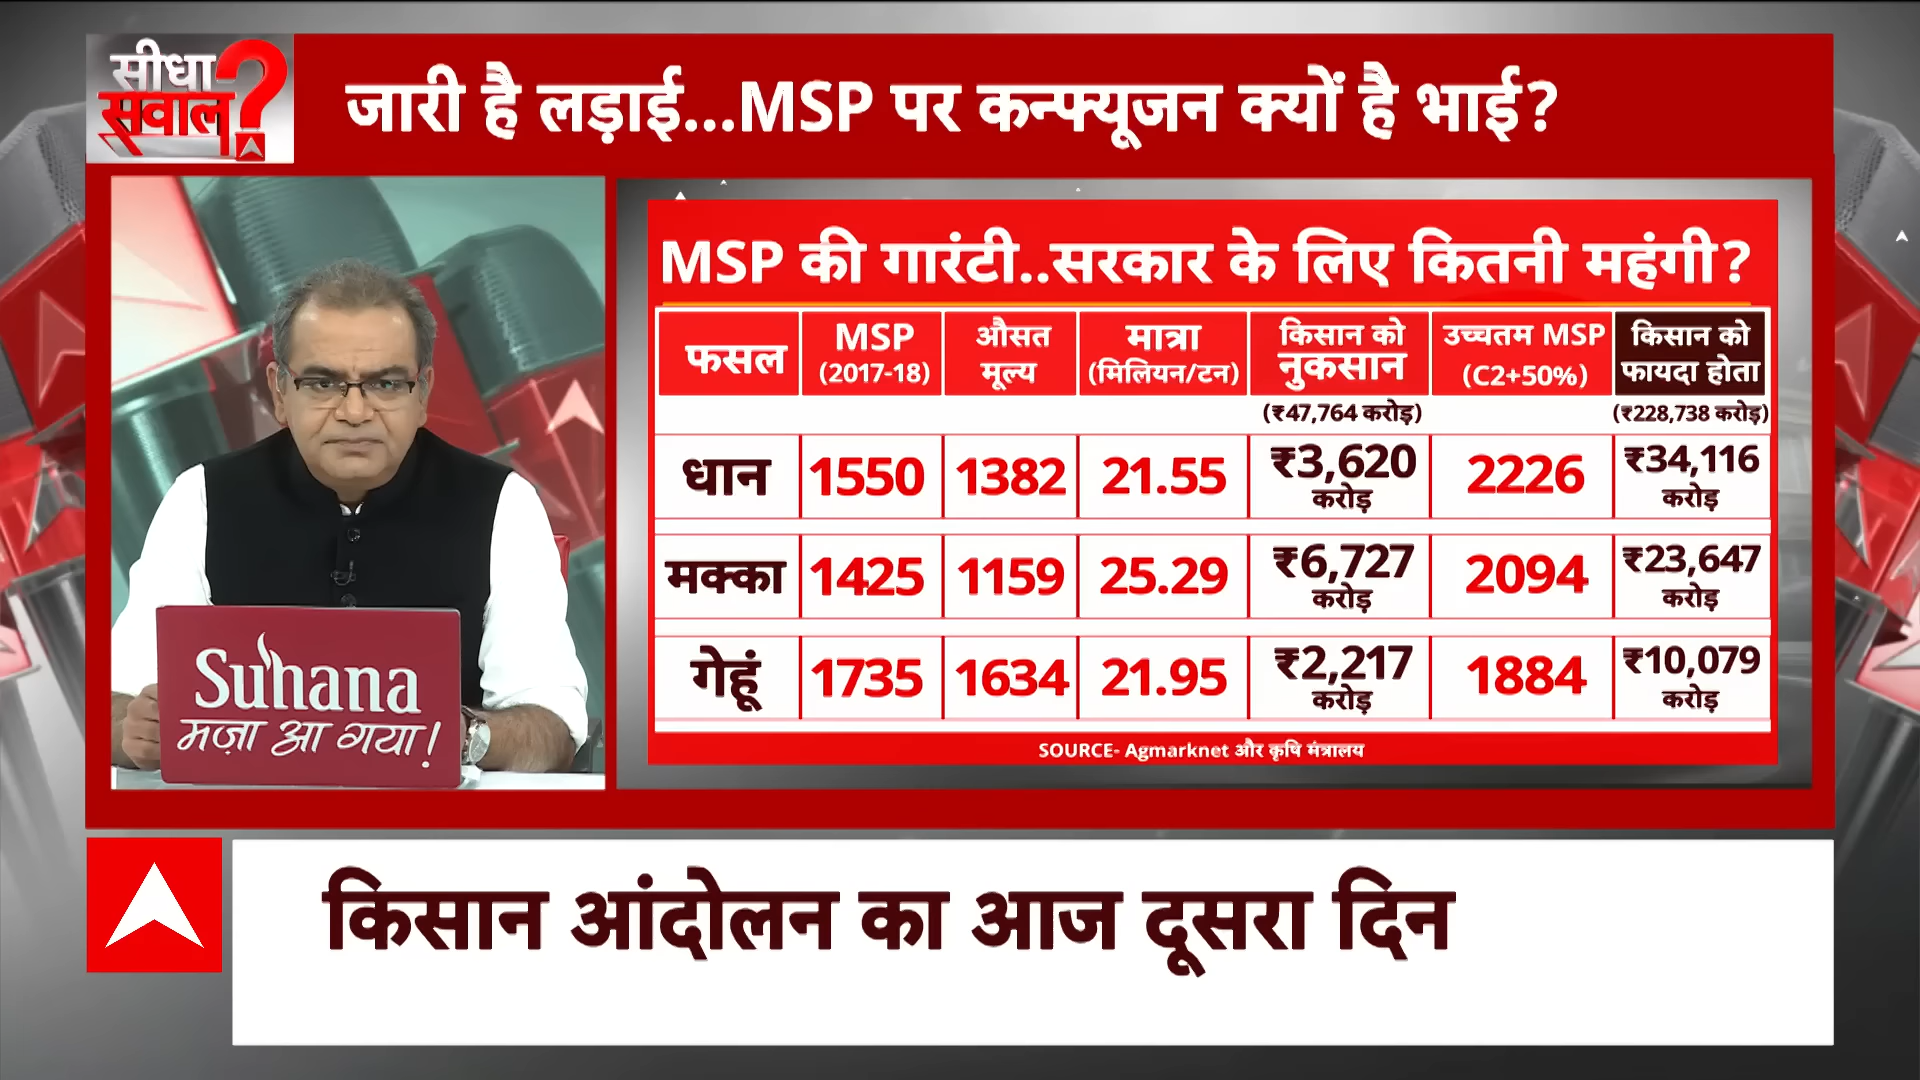 सीधा
सवाल?
जारी है लड़ाई...MSP पर कन्फ्यूजन क्यों है भाई?
MSP की गारंटी..सरकार के लिए कितनी महंगी?
फसल
MSP
(2017-18)
औसत
मूल्य
मात्रा
(मिलियन/टन)
किसान को
नुकसान
उच्चतम MSP
(C2+50%)
किसान को
फायदा होता
(₹47,764 करोड़)
(₹228,738 करोड़)
धान
1550
1382
21.55
₹3,620
करोड़
2226
₹34,116
करोड़
मक्का
1425
1159
25.29
₹6,727
करोड़
2094
₹23,647
करोड़
गेहूं
1735
1634
21.95
₹2,217
करोड़
1884
₹10,079
करोड़
SOURCE- Agmarknet और कृषि मंत्रालय
Suhana
मज़ा आ गया!
किसान आंदोलन का आज दूसरा दिन